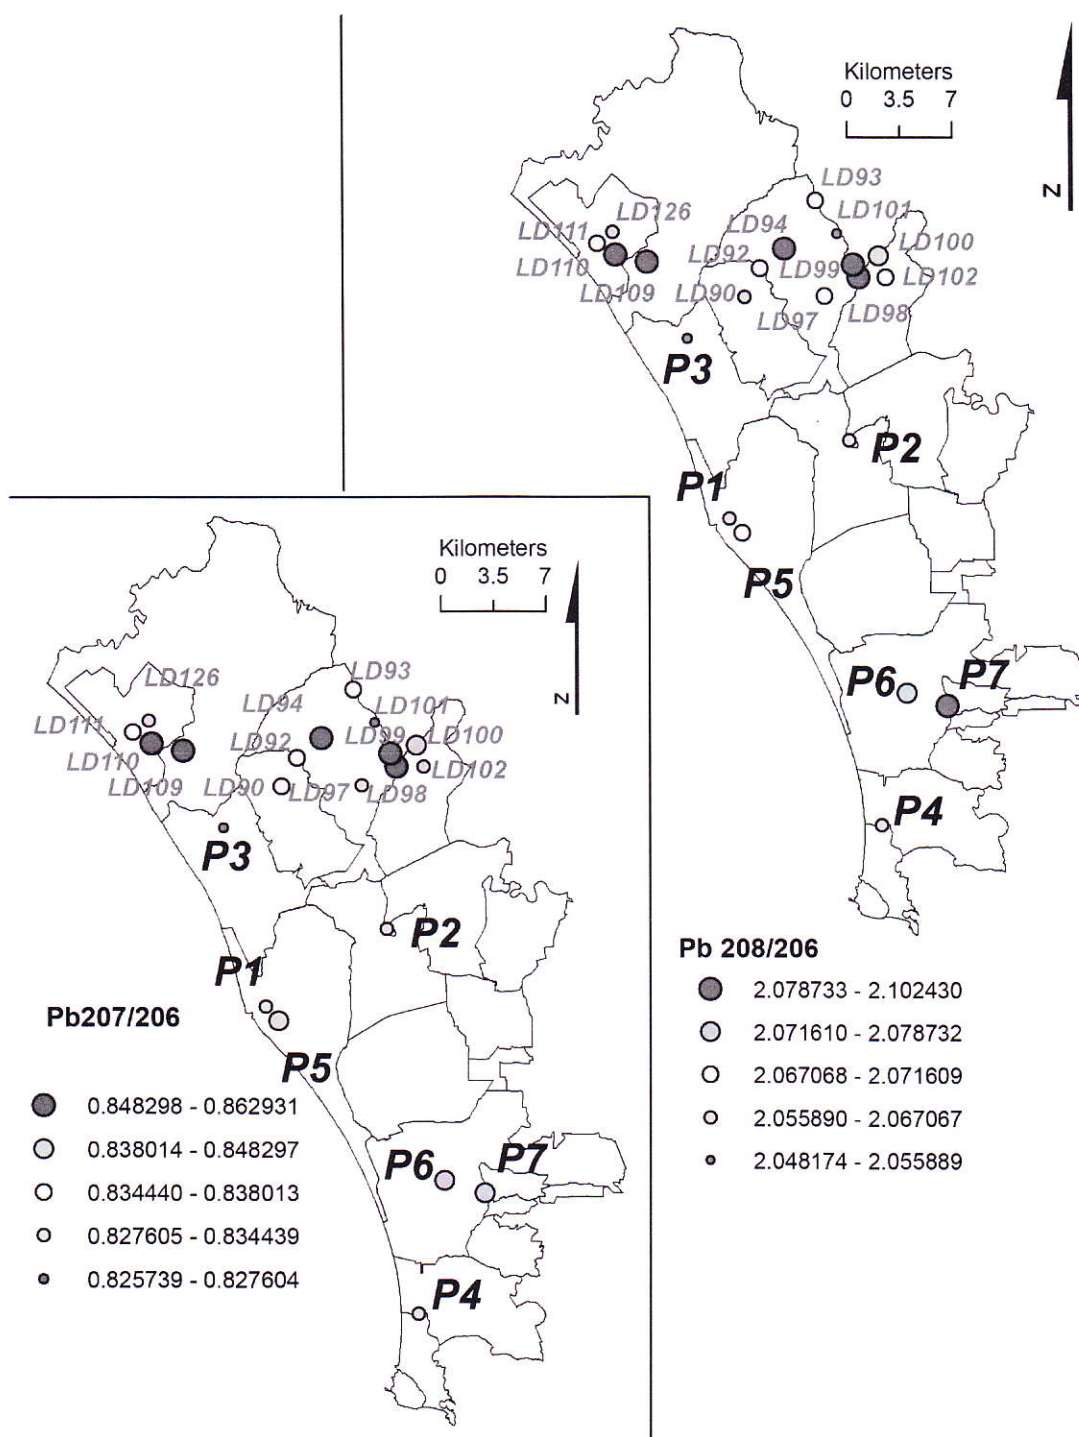 Kilometers
0 3.5 7
N
LD93
LD126
LD101
LD111
LD94
LD100
LD92
LD110
LD99
LD102
LD109
LD90
LD97
LD98
P3
P2
P1
P5
P6
P7
P4
Pb 208/206
2.078733 - 2.102430
2.071610 - 2.078732
2.067068 - 2.071609
2.055890 - 2.067067
2.048174 - 2.055889
Kilometers
0 3.5 7
N
LD93
LD126
LD94
LD101
LD111
LD92
LD99
LD100
LD110
LD102
LD109
LD90
LD97
LD98
P3
P2
P1
P5
P6
P7
P4
Pb207/206
0.848298 - 0.862931
0.838014 - 0.848297
0.834440 - 0.838013
0.827605 - 0.834439
0.825739 - 0.827604